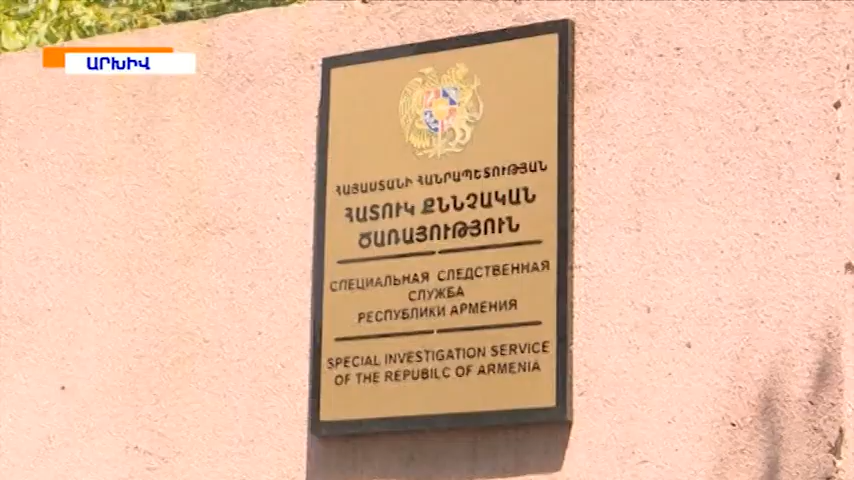 ԱՐԽԻՎ
ՀԱՅԱՍՏԱՆԻ ՀԱՆՐԱՊԵՏՈՒԹՅԱՆ
ՀԱՏՈՒԿ ՔՆՆՉԱԿԱՆ
ԾԱՌԱՅՈՒԹՅՈՒՆ
СПЕЦИАЛЬНАЯ СЛЕДСТВЕННАЯ
СЛУЖБА
РЕСПУБЛИКИ АРМЕНИЯ
SPECIAL INVESTIGATION SERVICE
OF THE REPUBILC OF ARMENIA